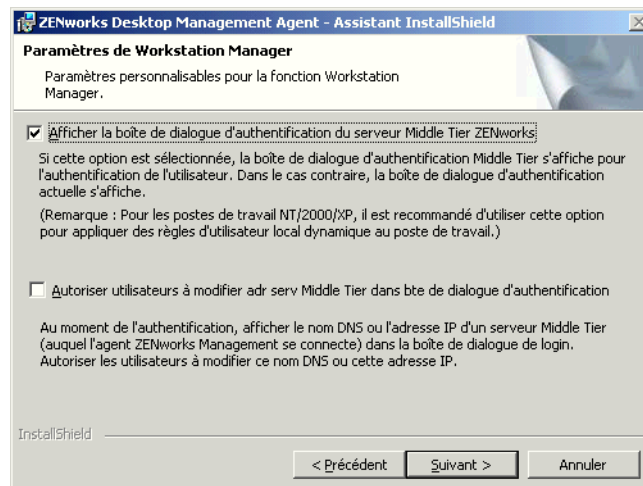 ZENworks Desktop Management Agent - Assistant InstallShield
Paramètres de Workstation Manager
Paramètres personnalisables pour la fonction Workstation
Manager.
Afficher la boîte de dialogue d'authentification du serveur Middle Tier ZENworks
Si cette option est sélectionnée, la boîte de dialogue d'authentification Middle Tier s'affiche pour
l'authentification de l'utilisateur. Dans le cas contraire, la boîte de dialogue d'authentification
actuelle s'affiche.
(Remarque : Pour les postes de travail NT/2000/XP, il est recommandé d'utiliser cette option
pour appliquer des règles d'utilisateur local dynamique au poste de travail.)
Autoriser utilisateurs à modifier adr serv Middle Tier dans bte de dialogue d'authentification
Au moment de l'authentification, afficher le nom DNS ou l'adresse IP d'un serveur Middle Tier
(auquel l'agent ZENworks Management se connecte) dans la boîte de dialogue de login.
Autoriser les utilisateurs à modifier ce nom DNS ou cette adresse IP.
InstallShield
< Précédent
Suivant >
Annuler